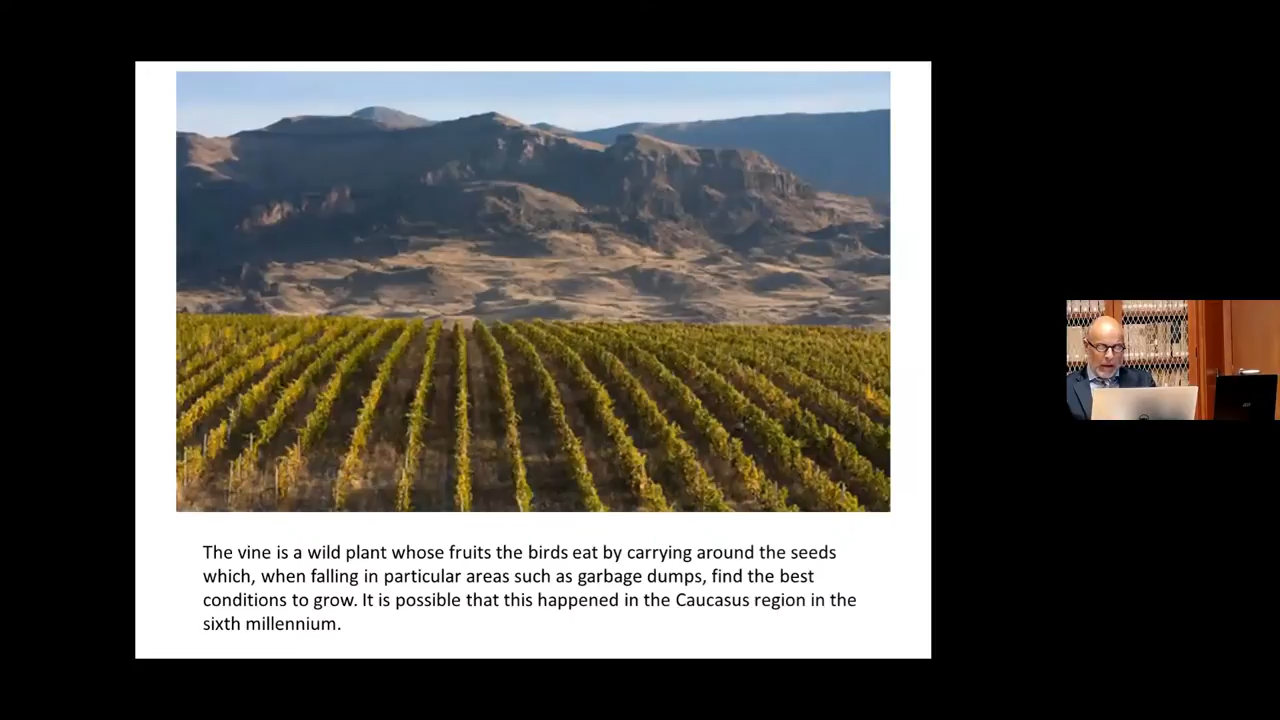 The vine is a wild plant whose fruits the birds eat by carrying around the seeds
which, when falling in particular areas such as garbage dumps, find the best
conditions to grow. It is possible that this happened in the Caucasus region in the
sixth millennium.